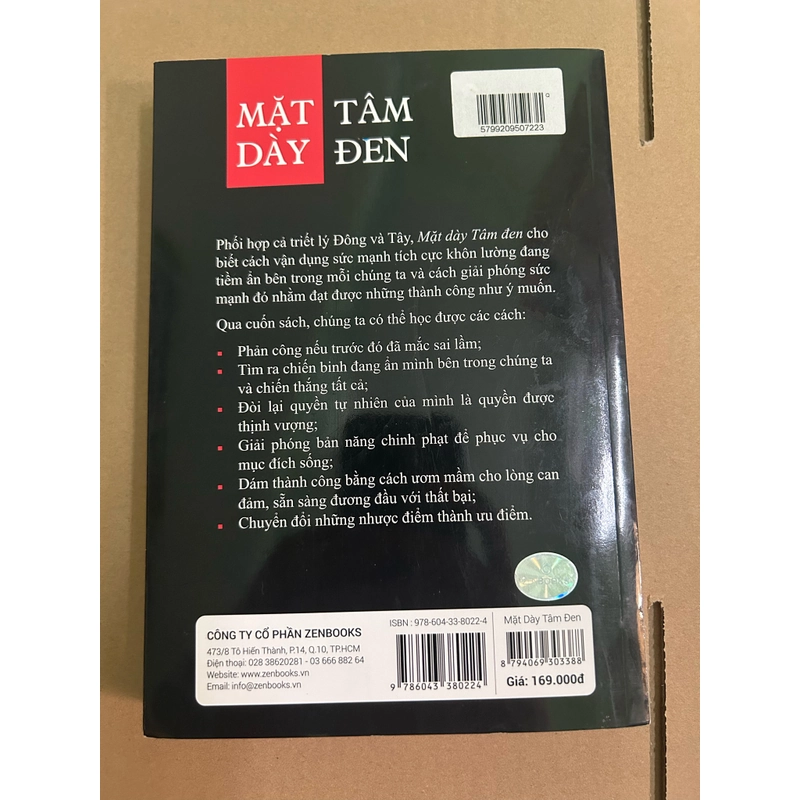 MẶT TÂM
DÀY ĐEN
5799209507223
Phối hợp cả triết lý Đông và Tây, Mặt dày Tâm đen cho
biết cách vận dụng sức mạnh tích cực khôn lường đang
tiềm ẩn bên trong mỗi chúng ta và cách giải phóng sức
mạnh đó nhằm đạt được những thành công như ý muốn.
Qua cuốn sách, chúng ta có thể học được các cách:
Phản công nếu trước đó đã mắc sai lầm;
Tìm ra chiến binh đang ẩn mình bên trong chúng ta
và chiến thắng tất cả;
Đòi lại quyền tự nhiên của mình là quyền được
thịnh vượng;
Giải phóng bản năng chinh phạt để phục vụ cho
mục đích sống;
Dám thành công bằng cách ươm mầm cho lòng can
đảm, sẵn sàng đương đầu với thất bại;
Chuyển đổi những nhược điểm thành ưu điểm.
CÔNG TY CỔ PHẦN ZENBOOKS
473/8 Tô Hiến Thành, P.14, Q.10, TP.HCM
Điện thoại: 028 38620281 - 03 666 882 64
Website: www.zenbooks.vn
Email: info@zenbooks.vn
ISBN : 978-604-33-8022-4
9 786043 380224
Mặt Dày Tâm Đen
8 794069 303388
Giá: 169.000đ